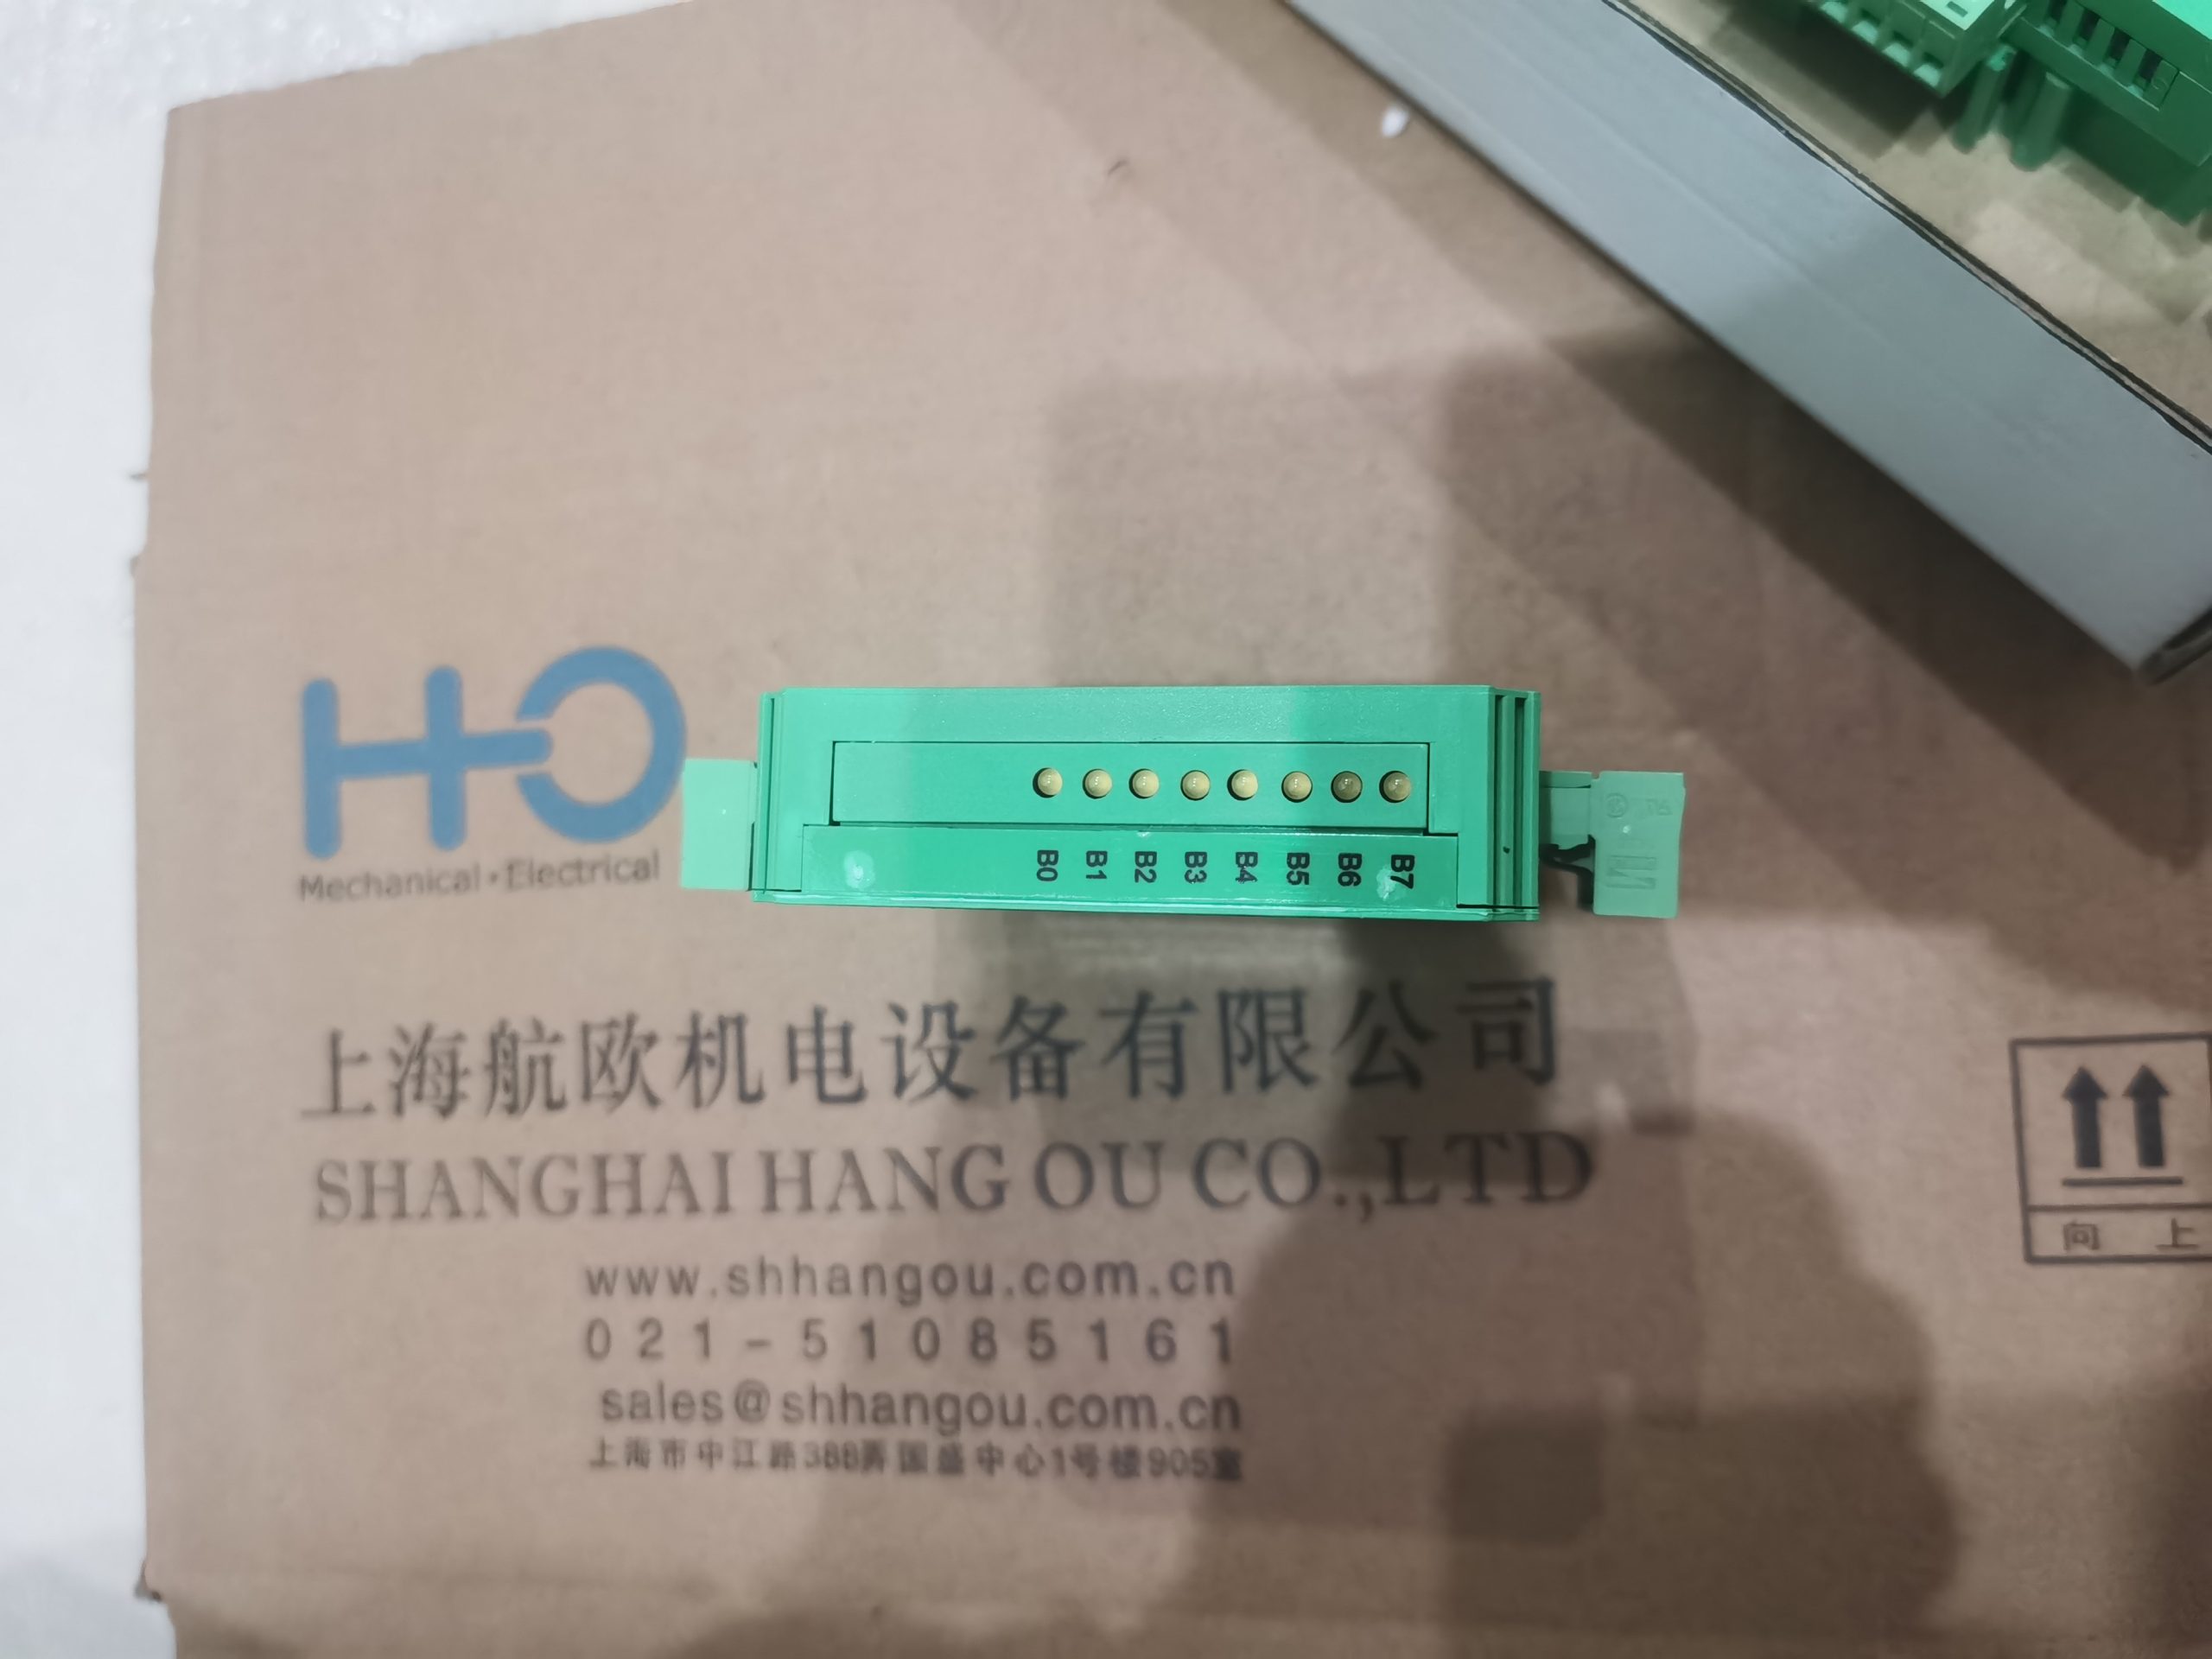 HO
Mechanical·Electrical
B0 B1 B2 B3 B4 B5 B6 B7
上海航欧机电设备有限公司
SHANGHAI HANG OU CO.,LTD
www.shhangou.com.cn
021-51085161
sales@shhangou.com.cn
上海市中江路388弄国盛中心1号楼905室
向上